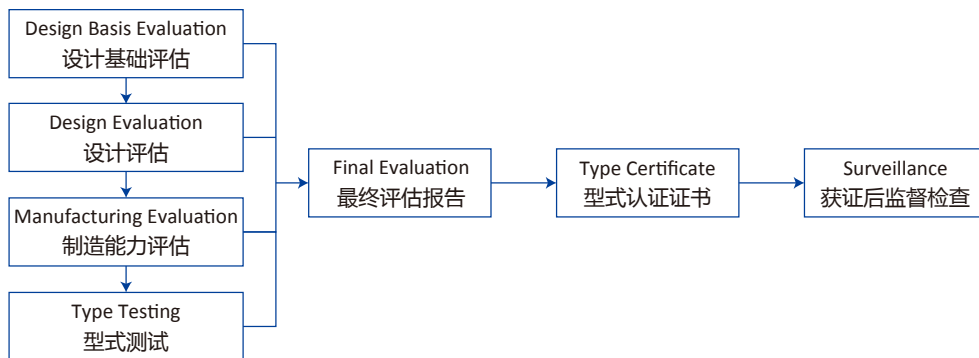 Design Basis Evaluation
设计基础评估
Design Evaluation
设计评估
Manufacturing Evaluation
制造能力评估
Type Testing
型式测试
Final Evaluation
最终评估报告
Type Certificate
型式认证证书
Surveillance
获证后监督检查